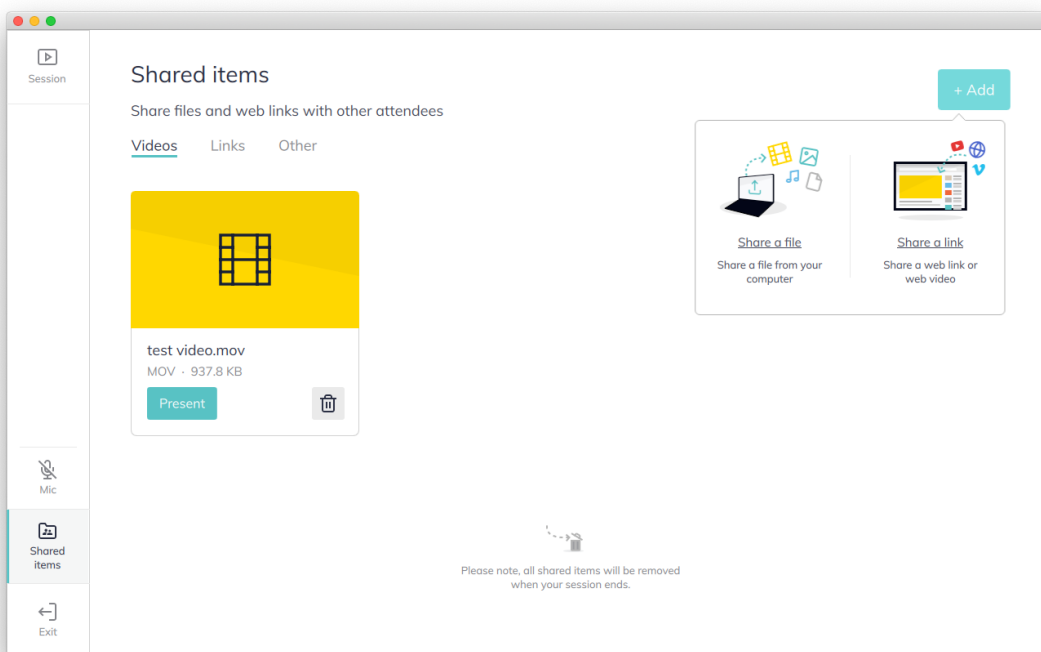 Session
Shared items
+ Add
Share files and web links with other attendees
Videos Links Other
Share a file
Share a file from your
computer
Share a link
Share a web link or
web video
test video.mov
MOV · 937.8 KB
Present
Mic
Shared
items
Please note, all shared items will be removed
when your session ends.
Exit